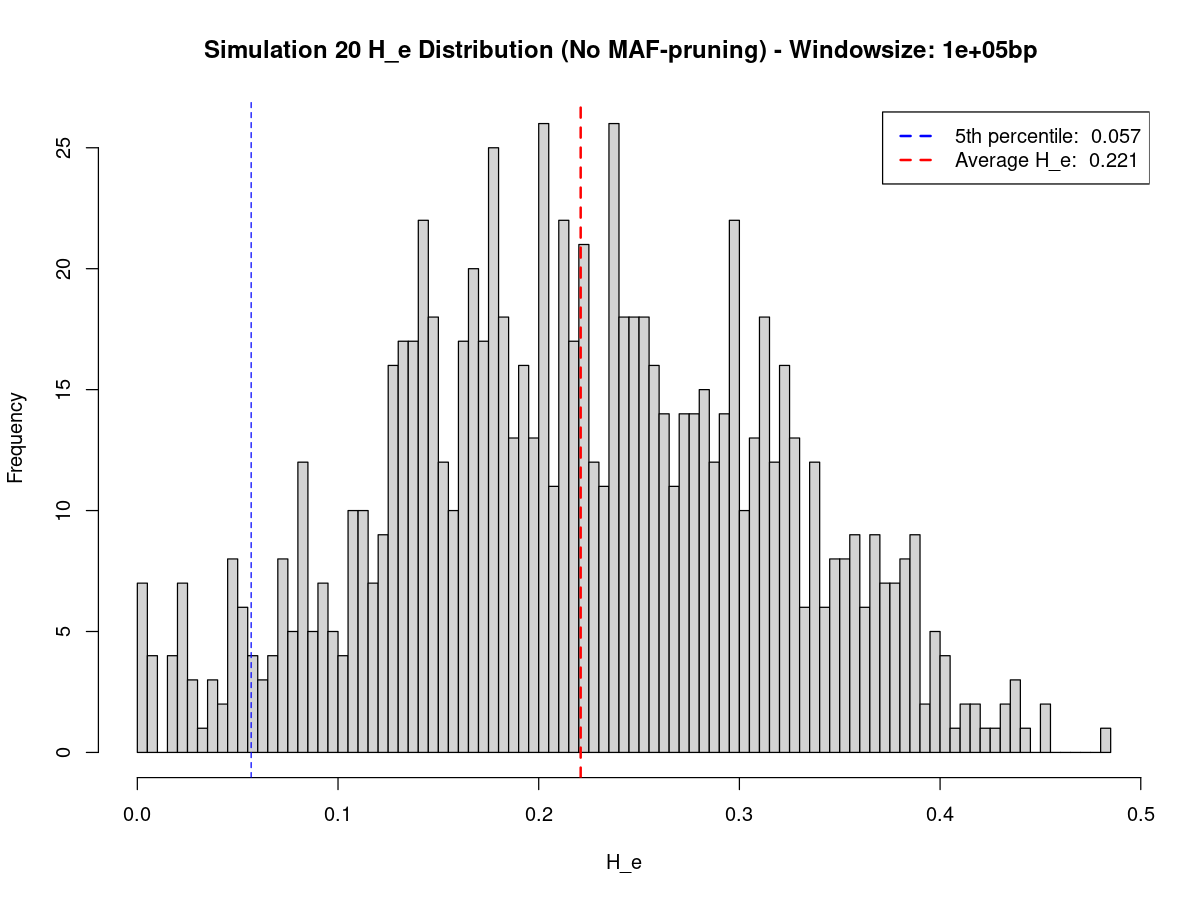 Simulation 20 H_e Distribution (No MAF-pruning) - Windowsize: 1e+05bp
5th percentile:  0.057
Average H_e:  0.221
Frequency
25
20
15
10
5
0
0.0 0.1 0.2 0.3 0.4 0.5
H_e